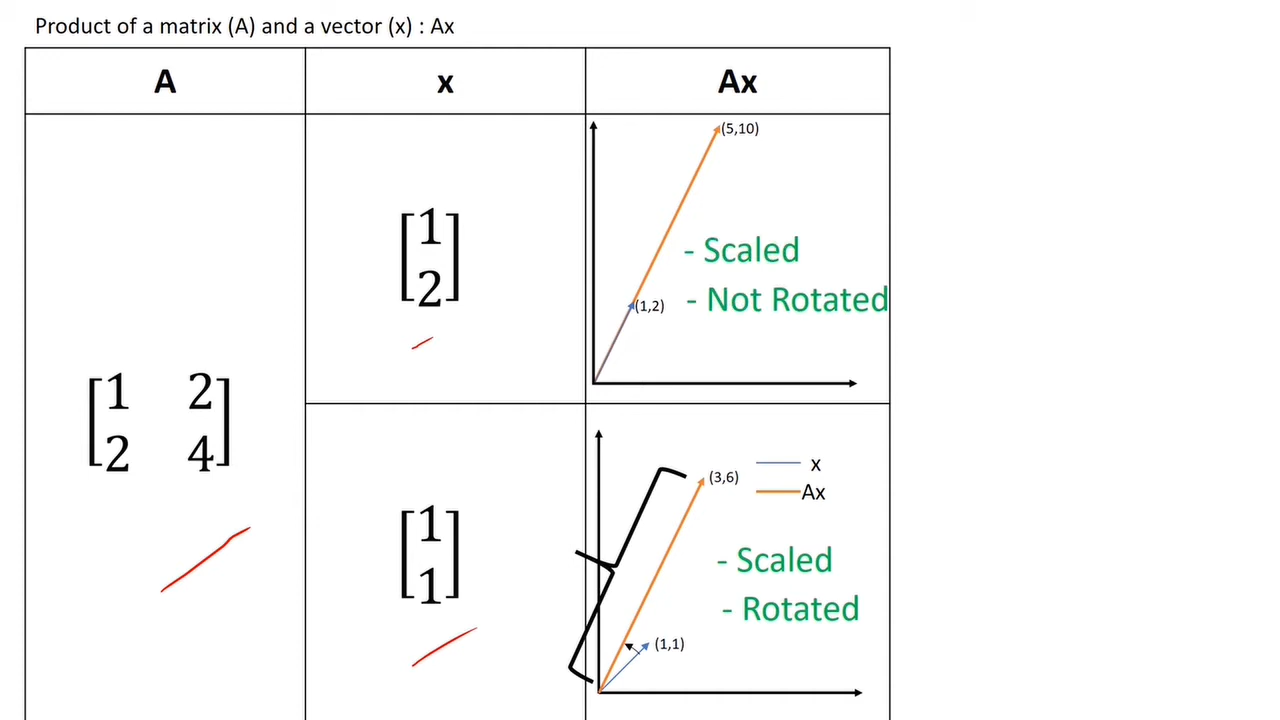 Product of a matrix (A) and a vector (x) : Ax
A x Ax
(5,10)
[1
2]
- Scaled
(1,2) - Not Rotated
[1 2
2 4]
(3,6) x
Ax
[1
1]
- Scaled
- Rotated
(1,1)